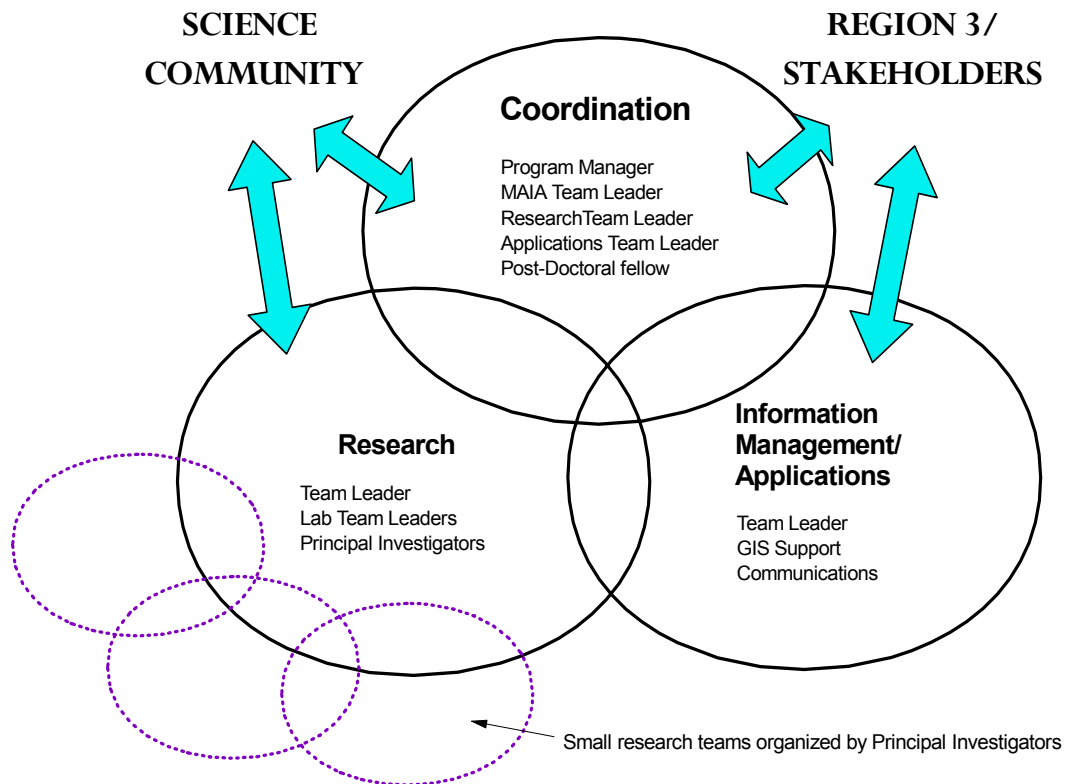 SCIENCE
COMMUNITY
REGION 3/
STAKEHOLDERS
Coordination
Program Manager
MAIA Team Leader
ResearchTeam Leader
Applications Team Leader
Post-Doctoral fellow
Research
Team Leader
Lab Team Leaders
Principal Investigators
Information
Management/
Applications
Team Leader
GIS Support
Communications
Small research teams organized by Principal Investigators